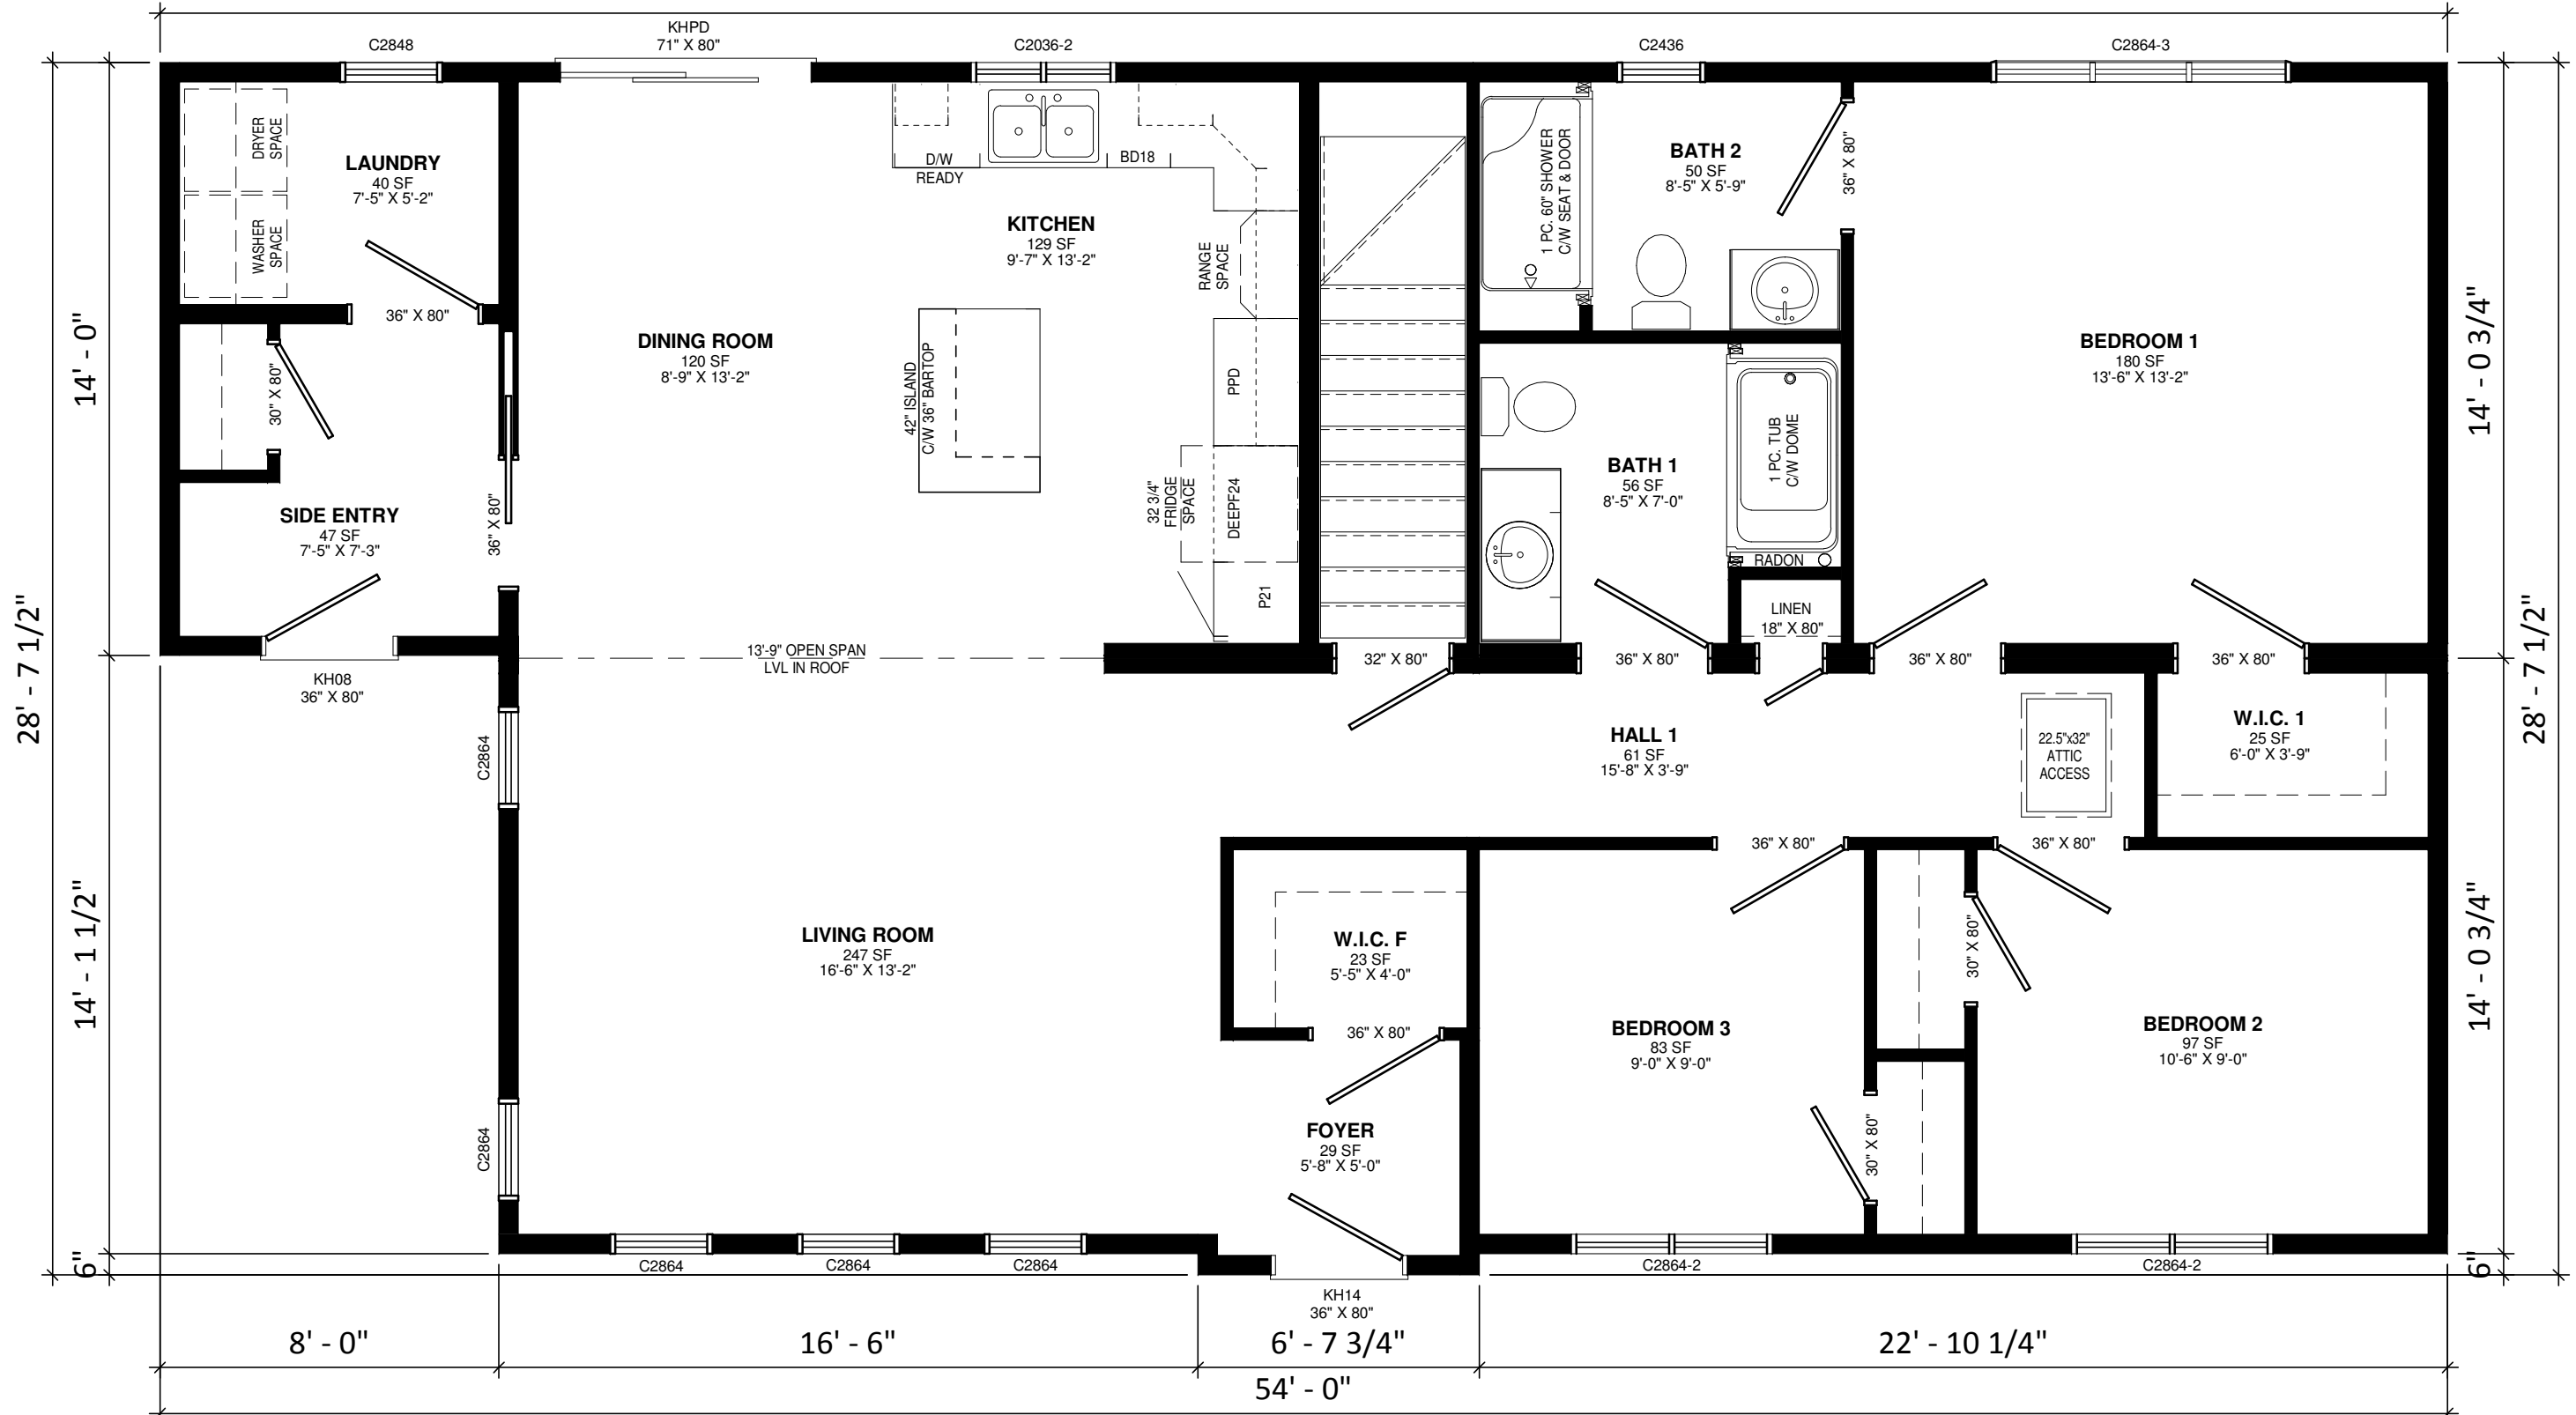 C2848
KHPD
71" X 80"
C2036-2
C2436
C2864-3
DRYER
SPACE
WASHER
SPACE
LAUNDRY
40 SF
7'-5" X 5'-2"
36" X 80"
30" X 80"
SIDE ENTRY
47 SF
7'-5" X 7'-3"
36" X 80"
KH08
36" X 80"
DINING ROOM
120 SF
8'-9" X 13'-2"
D/W
READY
BD18
KITCHEN
129 SF
9'-7" X 13'-2"
RANGE
SPACE
42" ISLAND
C/W 36" BARTOP
PPD
32 3/4"
FRIDGE
SPACE
DEEPF24
P21
13'-9" OPEN SPAN
LVL IN ROOF
1 PC. 60" SHOWER
C/W SEAT & DOOR
BATH 2
50 SF
8'-5" X 5'-9"
36" X 80"
BATH 1
56 SF
8'-5" X 7'-0"
1 PC. TUB
C/W DOME
RADON
LINEN
18" X 80"
BEDROOM 1
180 SF
13'-6" X 13'-2"
32" X 80"
36" X 80"
36" X 80"
36" X 80"
HALL 1
61 SF
15'-8" X 3'-9"
22.5"x32"
ATTIC
ACCESS
W.I.C. 1
25 SF
6'-0" X 3'-9"
36" X 80"
36" X 80"
C2864
C2864
LIVING ROOM
247 SF
16'-6" X 13'-2"
W.I.C. F
23 SF
5'-5" X 4'-0"
36" X 80"
FOYER
29 SF
5'-8" X 5'-0"
BEDROOM 3
83 SF
9'-0" X 9'-0"
30" X 80"
30" X 80"
BEDROOM 2
97 SF
10'-6" X 9'-0"
C2864
C2864
C2864
KH14
36" X 80"
C2864-2
C2864-2
28' - 7 1/2"
14' - 0"
14' - 1 1/2"
6"
14' - 0 3/4"
14' - 0 3/4"
6"
28' - 7 1/2"
8' - 0"
16' - 6"
6' - 7 3/4"
22' - 10 1/4"
54' - 0"